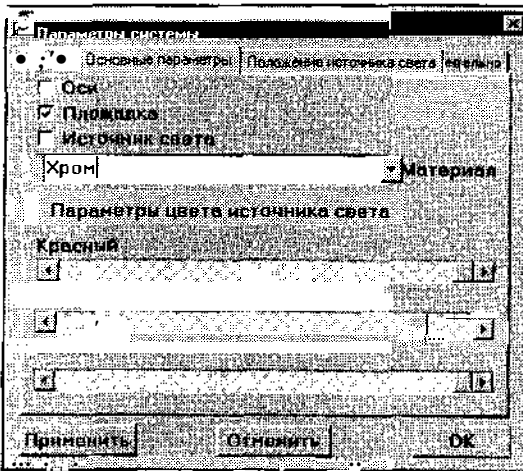 Параметры системы
Основные параметры Положение источника света
Оси
Площадка
Источник света
Хром Материал
Параметры цвета источника света
Красный
Применить Отменить OK